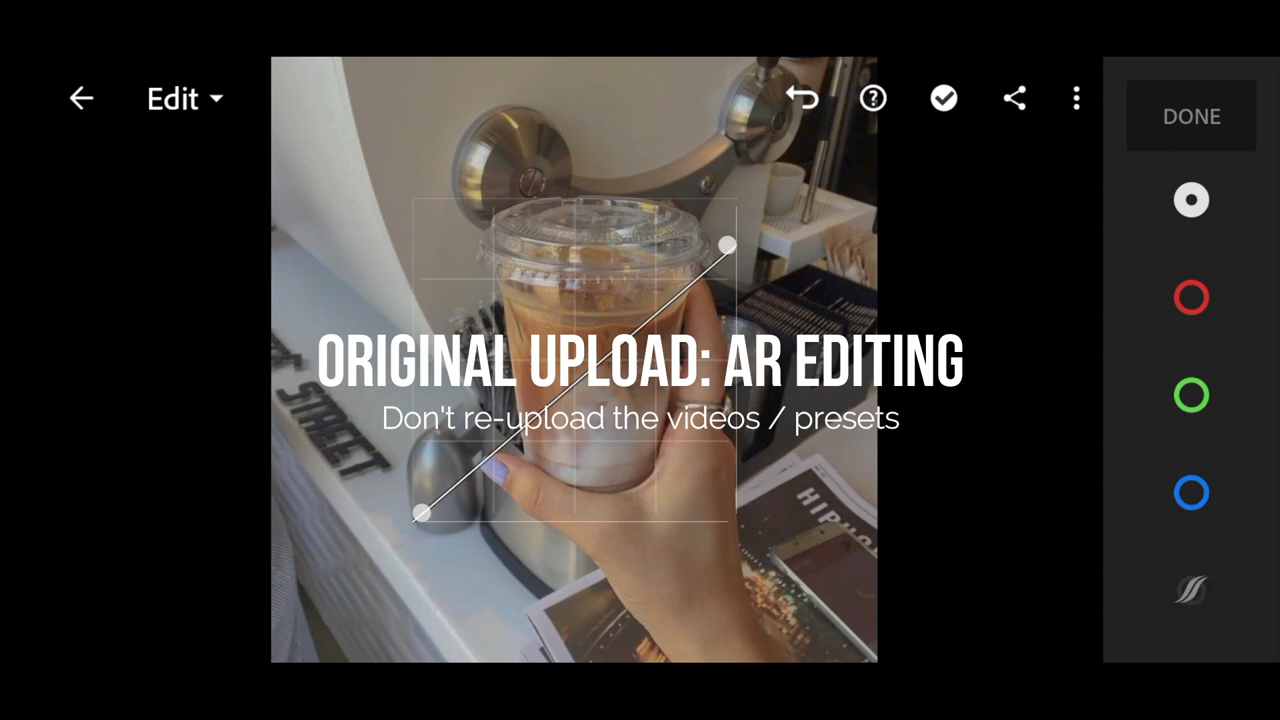 Edit
DONE
ORIGINAL UPLOAD: AR EDITING
Don't re-upload the videos / presets
STREET